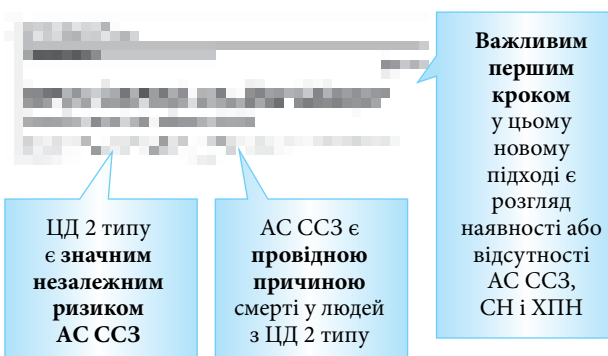 Важливим
першим
кроком
у цьому
новому
підході є
розгляд
наявності або
відсутності
АС ССЗ,
СН і ХПН
ЦД 2 типу
є значним
незалежним
ризиком
АС ССЗ
АС ССЗ є
провідною
причиною
смерті у людей
з ЦД 2 типу